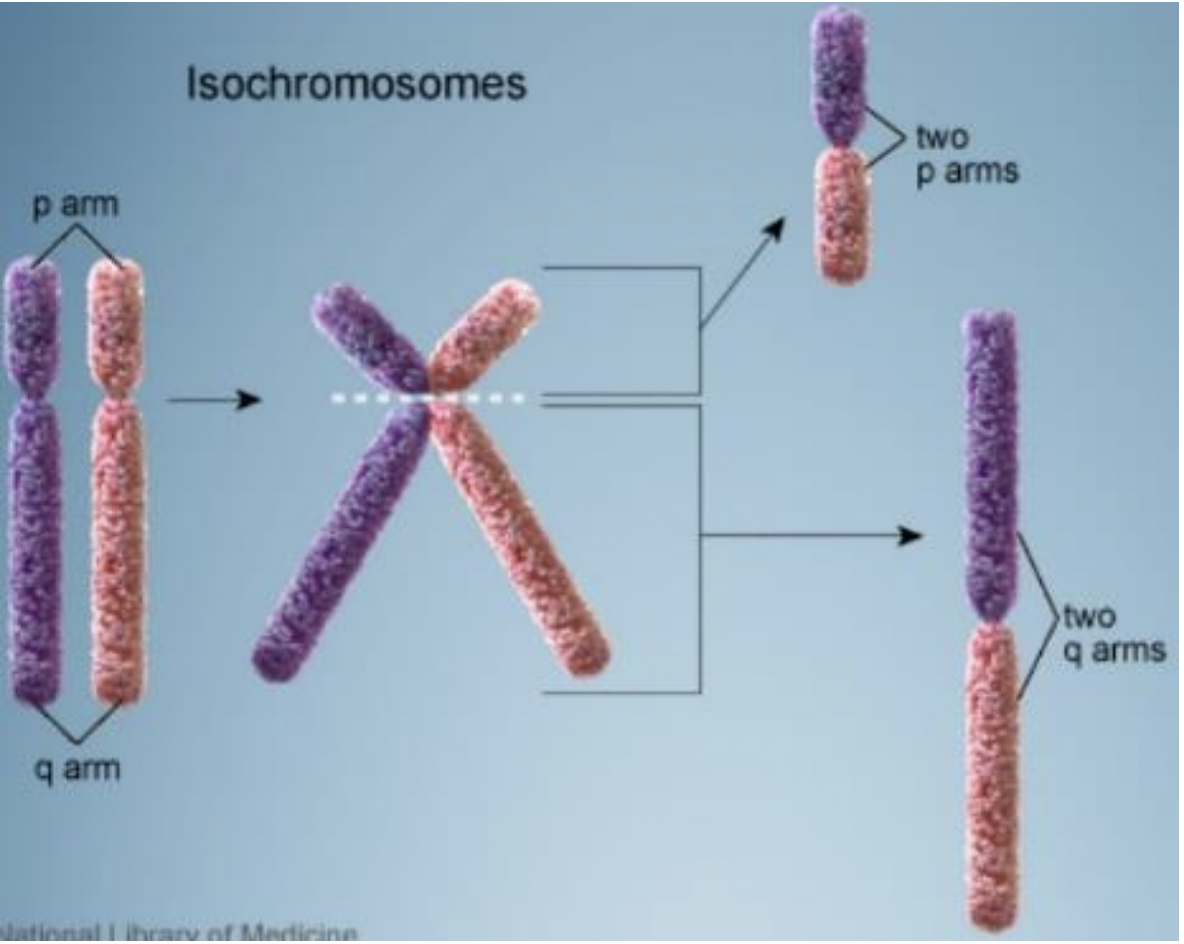 Isochromosomes
two
p arms
p arm
two
q arms
q arm
National Library of Medicine